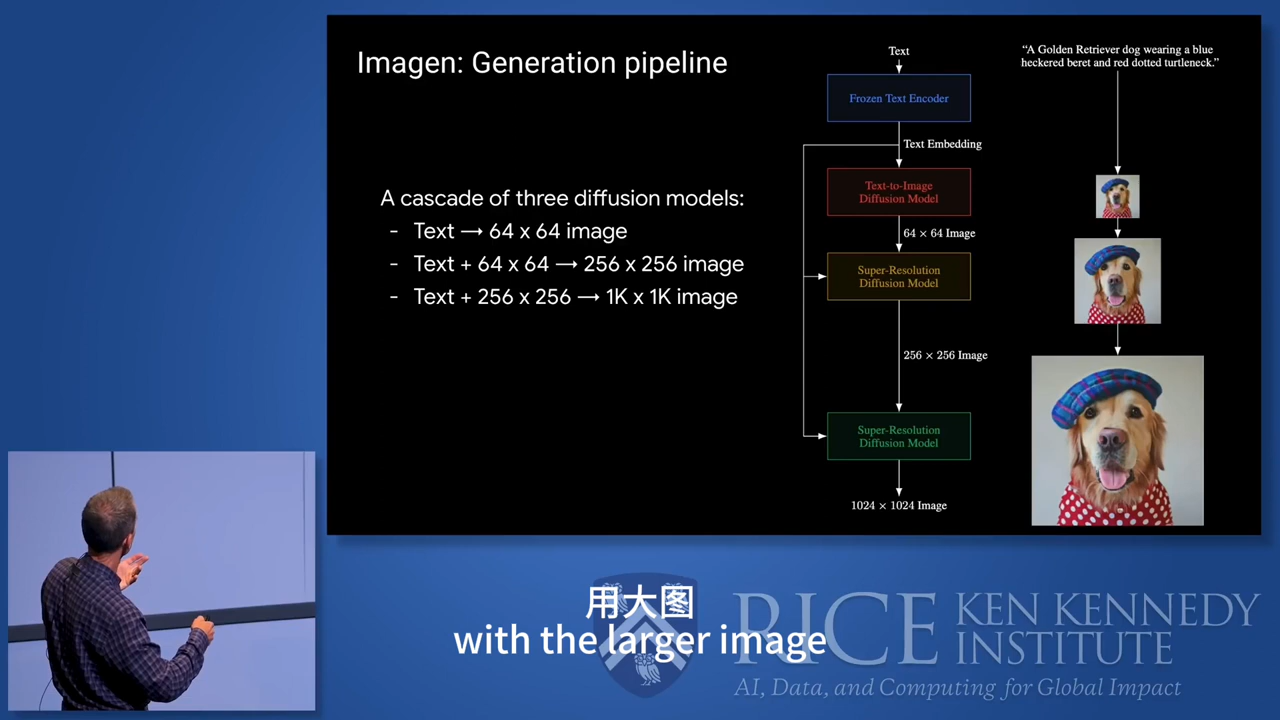 Imagen: Generation pipeline
A cascade of three diffusion models:
- Text → 64 x 64 image
- Text + 64 x 64 → 256 x 256 image
- Text + 256 x 256 → 1K x 1K image
Text
Frozen Text Encoder
Text Embedding
Text-to-Image
Diffusion Model
64 × 64 Image
Super-Resolution
Diffusion Model
256 × 256 Image
Super-Resolution
Diffusion Model
1024 × 1024 Image
“A Golden Retriever dog wearing a blue
heckered beret and red dotted turtleneck.”
用大图
with the larger image
RICE
KEN KENNEDY
INSTITUTE
AI, Data, and Computing for Global Impact